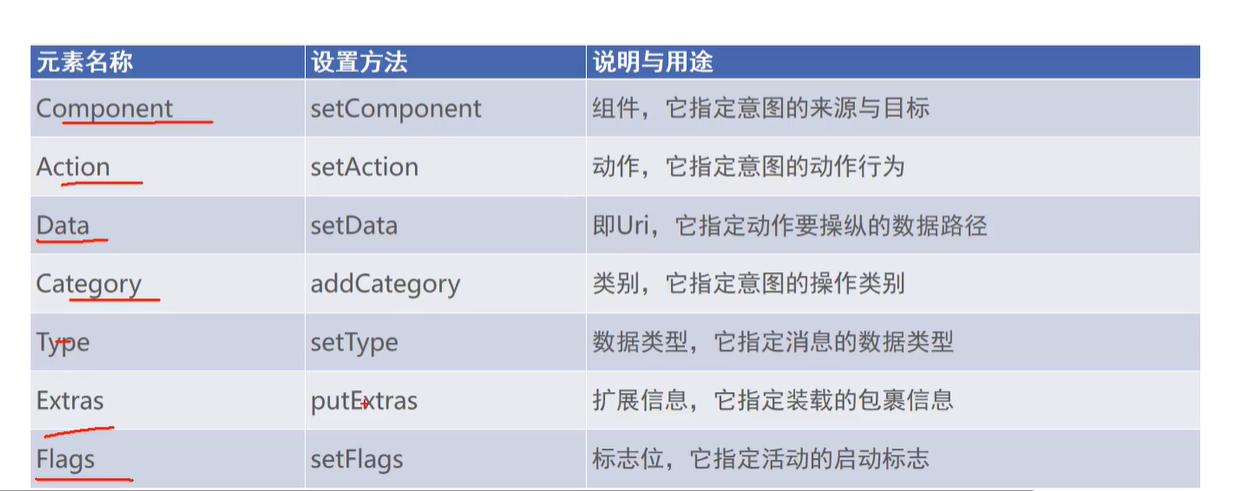 元素名称 设置方法 说明与用途
Component setComponent 组件，它指定意图的来源与目标
Action setAction 动作，它指定意图的动作行为
Data setData 即Uri，它指定动作要操纵的数据路径
Category addCategory 类别，它指定意图的操作类别
Type setType 数据类型，它指定消息的数据类型
Extras putExtras 扩展信息，它指定装载的包裹信息
Flags setFlags 标志位，它指定活动的启动标志